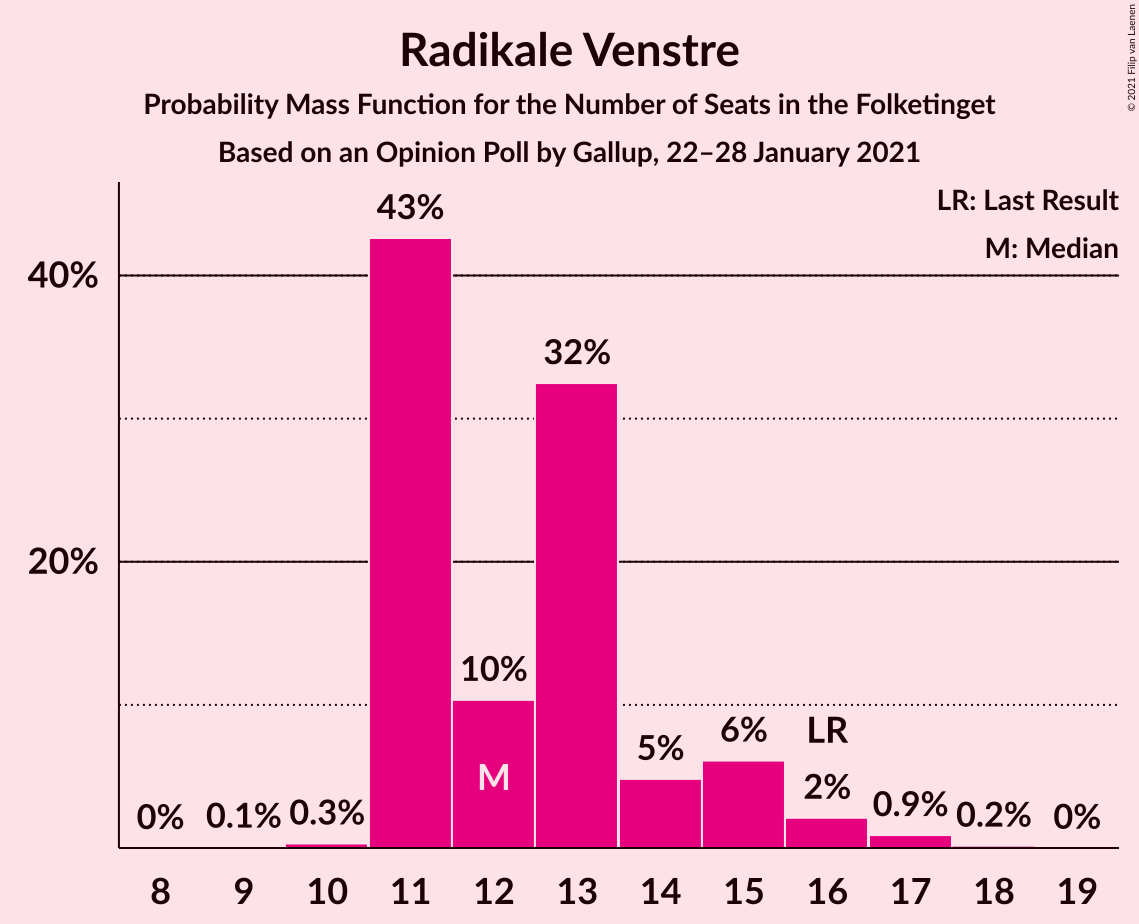 Radikale Venstre
Probability Mass Function for the Number of Seats in the Folketinget
Based on an Opinion Poll by Gallup, 22–28 January 2021
© 2021 Filip van Laenen
LR: Last Result
M: Median
40%
20%
0%
0.1%
0.3%
43%
10%
M
32%
5%
6%
LR
2%
0.9%
0.2%
0%
8 9 10 11 12 13 14 15 16 17 18 19